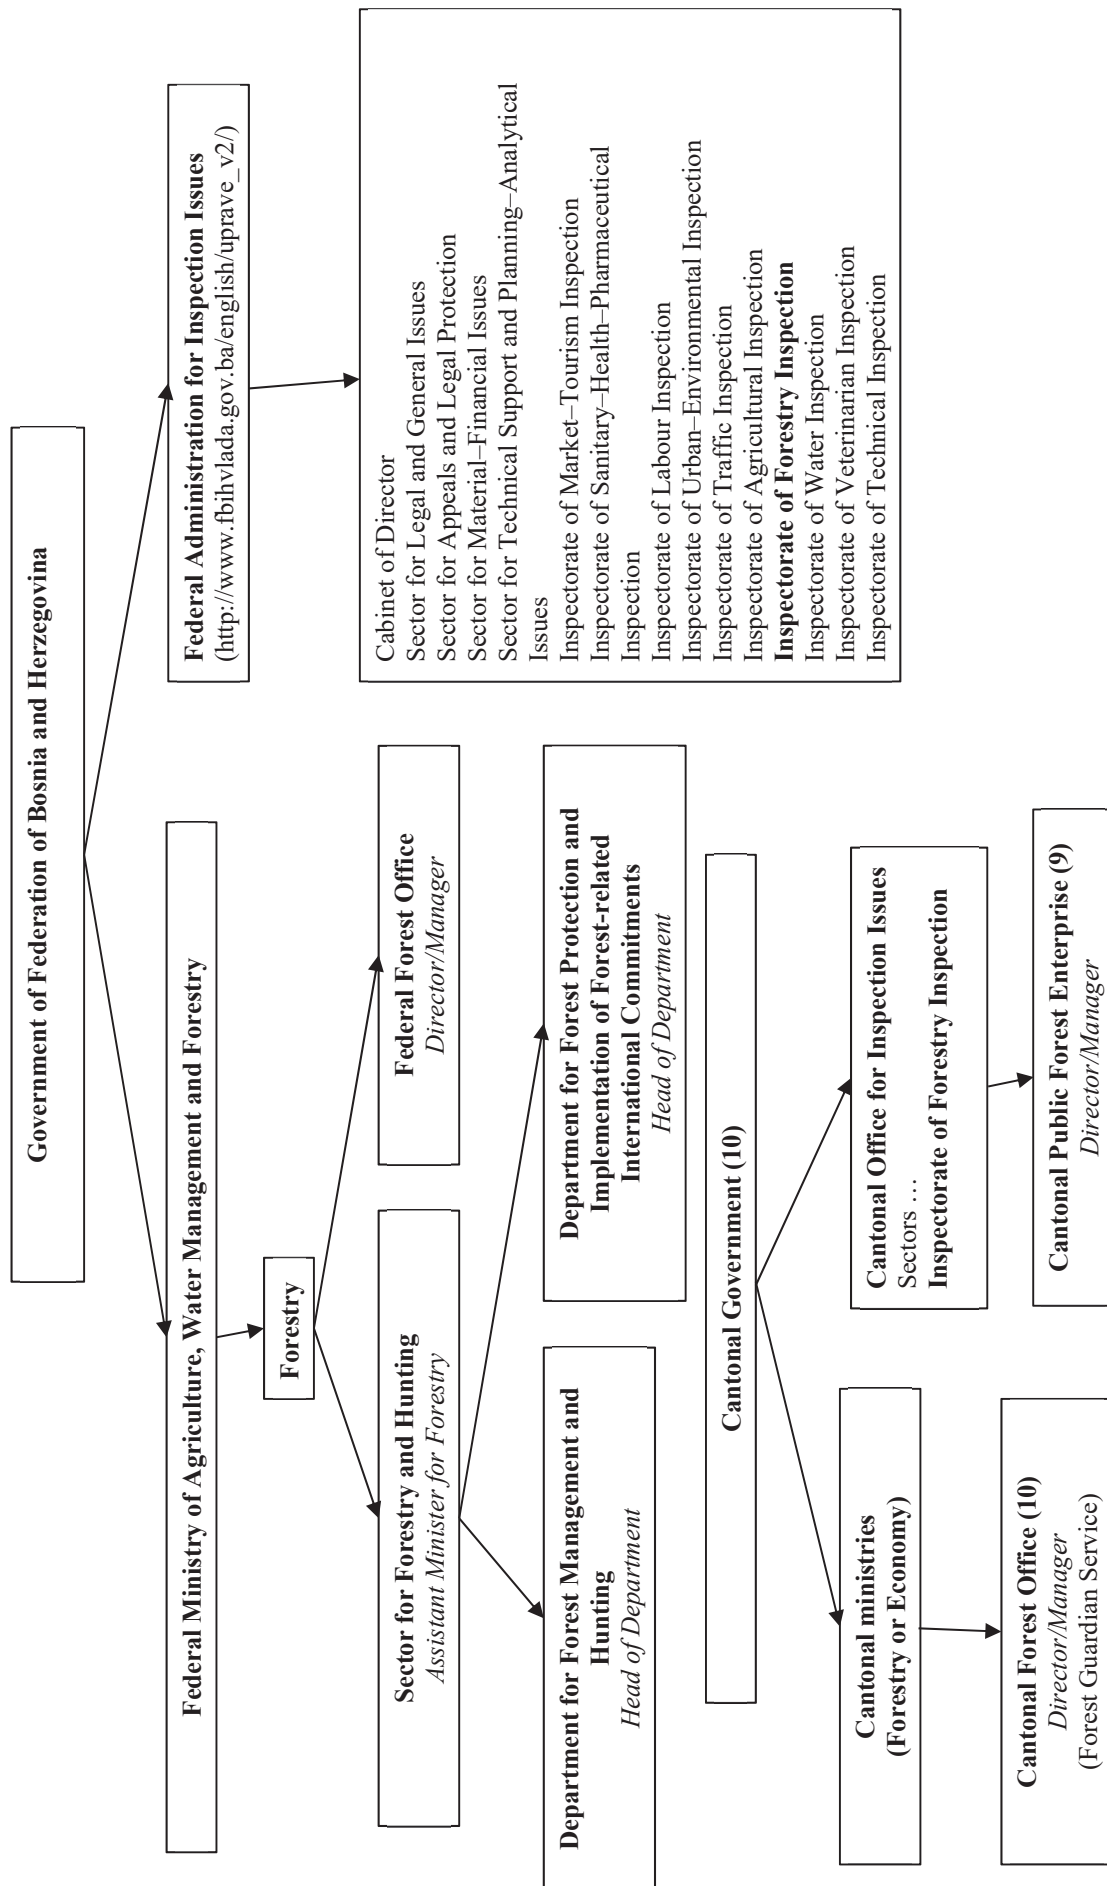 Government of Federation of Bosnia and Herzegovina
Federal Ministry of Agriculture, Water Management and Forestry
Federal Administration for Inspection Issues
(http://www.fbihvlada.gov.ba/english/uprave_v2/)
Forestry
Sector for Forestry and Hunting
Assistant Minister for Forestry
Federal Forest Office
Director/Manager
Cabinet of Director
Sector for Legal and General Issues
Sector for Appeals and Legal Protection
Sector for Material–Financial Issues
Sector for Technical Support and Planning–Analytical
Issues
Inspectorate of Market–Tourism Inspection
Inspectorate of Sanitary–Health–Pharmaceutical
Inspection
Inspectorate of Labour Inspection
Inspectorate of Urban–Environmental Inspection
Inspectorate of Traffic Inspection
Inspectorate of Agricultural Inspection
Inspectorate of Forestry Inspection
Inspectorate of Water Inspection
Inspectorate of Veterinarian Inspection
Inspectorate of Technical Inspection
Department for Forest Management and
Hunting
Head of Department
Department for Forest Protection and
Implementation of Forest-related
International Commitments
Head of Department
Cantonal Government (10)
Cantonal ministries
(Forestry or Economy)
Cantonal Office for Inspection Issues
Sectors …
Inspectorate of Forestry Inspection
Cantonal Forest Office (10)
Director/Manager
(Forest Guardian Service)
Cantonal Public Forest Enterprise (9)
Director/Manager